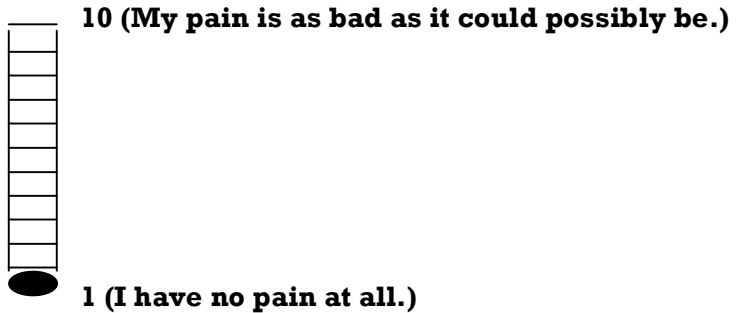 10 (My pain is as bad as it could possibly be.)
1 (I have no pain at all.)